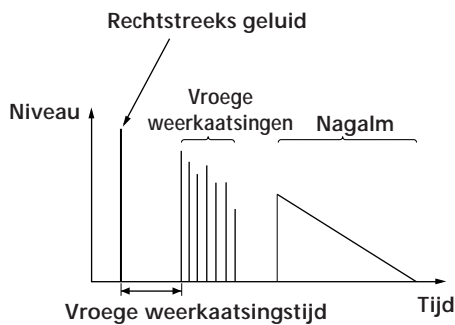 Rechtstreeks geluid
Niveau
Vroege
weerkaatsingen
Nagalm
Vroege weerkaatsingstijd
Tijd